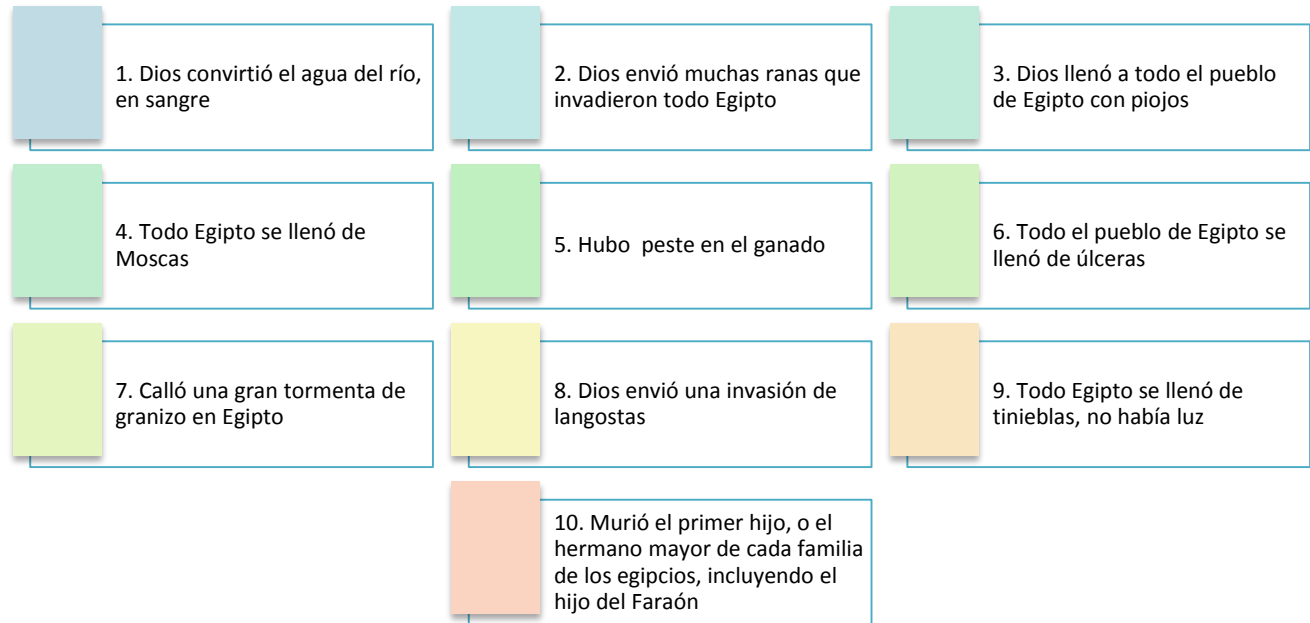 1. Dios convirtió el agua del río,
en sangre
2. Dios envió muchas ranas que
invadieron todo Egipto
3. Dios llenó a todo el pueblo
de Egipto con piojos
4. Todo Egipto se llenó de
Moscas
5. Hubo  peste en el ganado
6. Todo el pueblo de Egipto se
llenó de úlceras
7. Calló una gran tormenta de
granizo en Egipto
8. Dios envió una invasión de
langostas
9. Todo Egipto se llenó de
tinieblas, no había luz
10. Murió el primer hijo, o el
hermano mayor de cada familia
de los egipcios, incluyendo el
hijo del Faraón